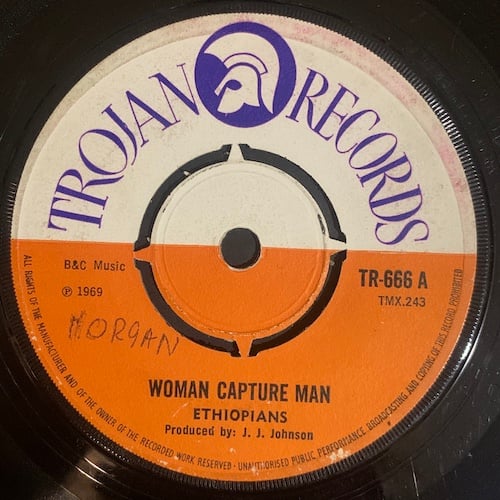 TROJAN RECORDS
B&C Music
℗ 1969
TR-666 A
TMX.243
MORGAN
WOMAN CAPTURE MAN
ETHIOPIANS
Produced by: J. J. Johnson
ALL RIGHTS OF THE MANUFACTURER AND OF THE OWNER OF THE RECORDED WORK RESERVED - UNAUTHORISED PUBLIC PERFORMANCE BROADCASTING AND COPYING OF THIS RECORD PROHIBITED